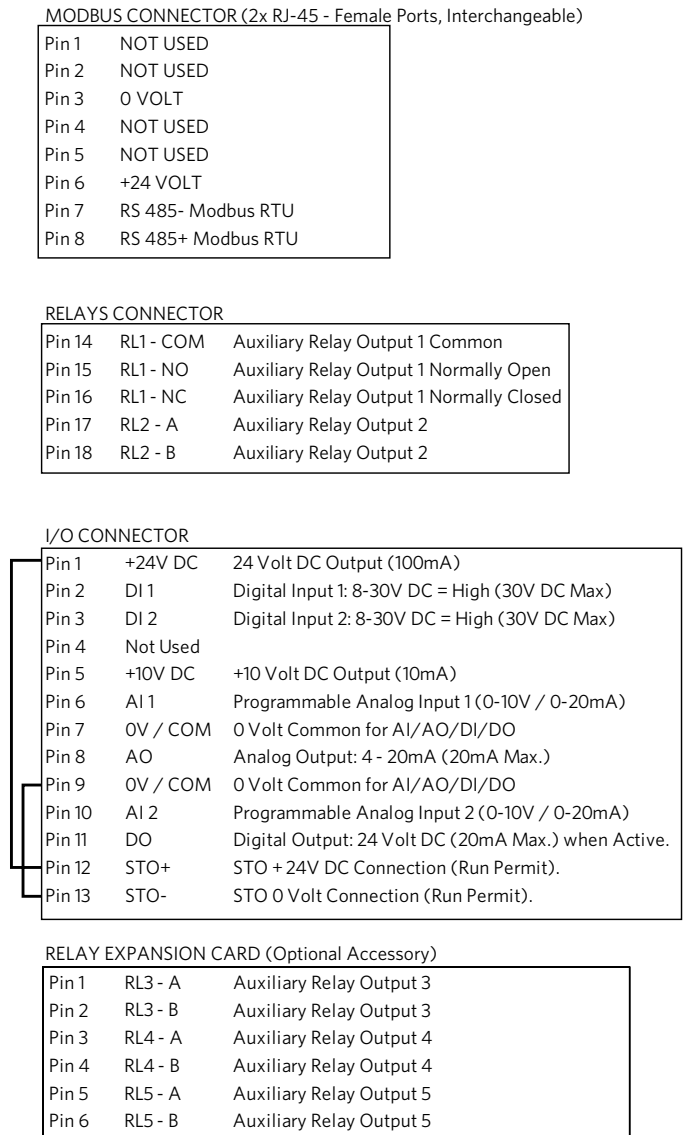 MODBUS CONNECTOR (2x RJ-45 - Female Ports, Interchangeable)
Pin 1 NOT USED
Pin 2 NOT USED
Pin 3 0 VOLT
Pin 4 NOT USED
Pin 5 NOT USED
Pin 6 +24 VOLT
Pin 7 RS 485- Modbus RTU
Pin 8 RS 485+ Modbus RTU
RELAYS CONNECTOR
Pin 14 RL1 - COM Auxiliary Relay Output 1 Common
Pin 15 RL1 - NO Auxiliary Relay Output 1 Normally Open
Pin 16 RL1 - NC Auxiliary Relay Output 1 Normally Closed
Pin 17 RL2 - A Auxiliary Relay Output 2
Pin 18 RL2 - B Auxiliary Relay Output 2
I/O CONNECTOR
Pin 1 +24V DC 24 Volt DC Output (100mA)
Pin 2 DI 1 Digital Input 1: 8-30V DC = High (30V DC Max)
Pin 3 DI 2 Digital Input 2: 8-30V DC = High (30V DC Max)
Pin 4 Not Used
Pin 5 +10V DC +10 Volt DC Output (10mA)
Pin 6 AI 1 Programmable Analog Input 1 (0-10V / 0-20mA)
Pin 7 0V / COM 0 Volt Common for AI/AO/DI/DO
Pin 8 AO Analog Output: 4 - 20mA (20mA Max.)
Pin 9 0V / COM 0 Volt Common for AI/AO/DI/DO
Pin 10 AI 2 Programmable Analog Input 2 (0-10V / 0-20mA)
Pin 11 DO Digital Output: 24 Volt DC (20mA Max.) when Active.
Pin 12 STO+ STO + 24V DC Connection (Run Permit).
Pin 13 STO- STO 0 Volt Connection (Run Permit).
RELAY EXPANSION CARD (Optional Accessory)
Pin 1 RL3 - A Auxiliary Relay Output 3
Pin 2 RL3 - B Auxiliary Relay Output 3
Pin 3 RL4 - A Auxiliary Relay Output 4
Pin 4 RL4 - B Auxiliary Relay Output 4
Pin 5 RL5 - A Auxiliary Relay Output 5
Pin 6 RL5 - B Auxiliary Relay Output 5